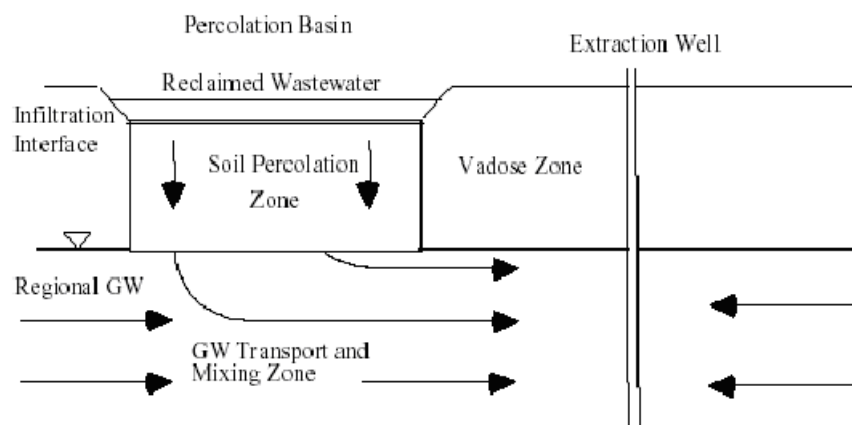 Percolation Basin
Extraction Well
Reclaimed Wastewater
Infiltration
Interface
Soil Percolation
Zone
Vadose Zone
Regional GW
GW Transport and
Mixing Zone